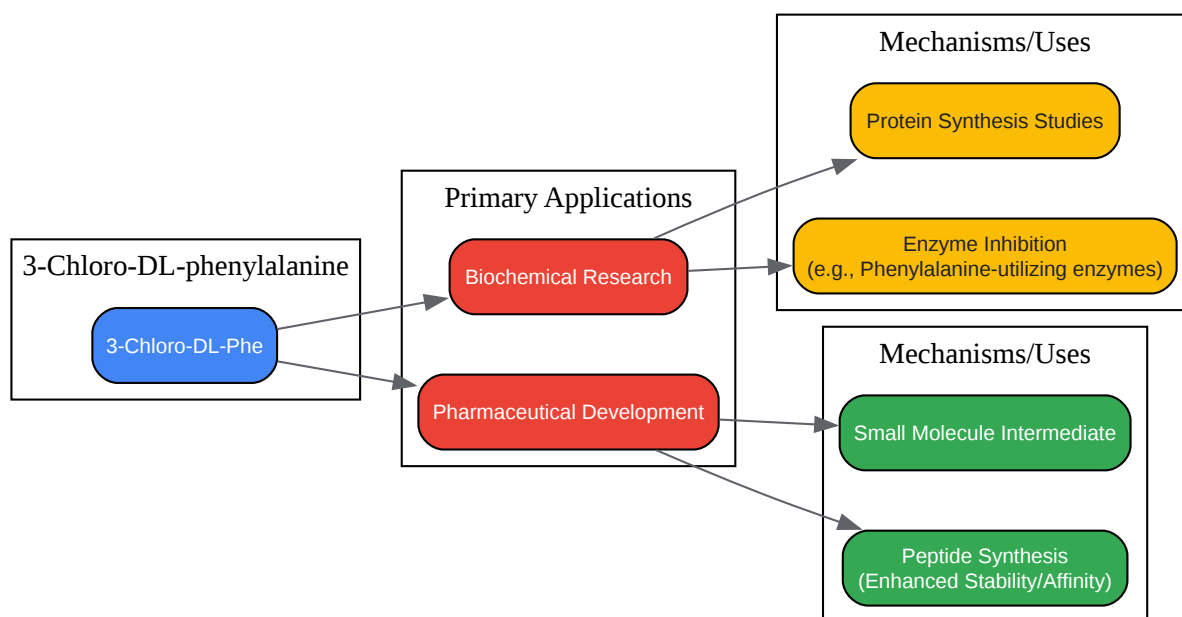 3-Chloro-DL-phenylalanine
3-Chloro-DL-Phe
Primary Applications
Biochemical Research
Pharmaceutical Development
Mechanisms/Uses
Protein Synthesis Studies
Enzyme Inhibition
(e.g., Phenylalanine-utilizing enzymes)
Mechanisms/Uses
Small Molecule Intermediate
Peptide Synthesis
(Enhanced Stability/Affinity)